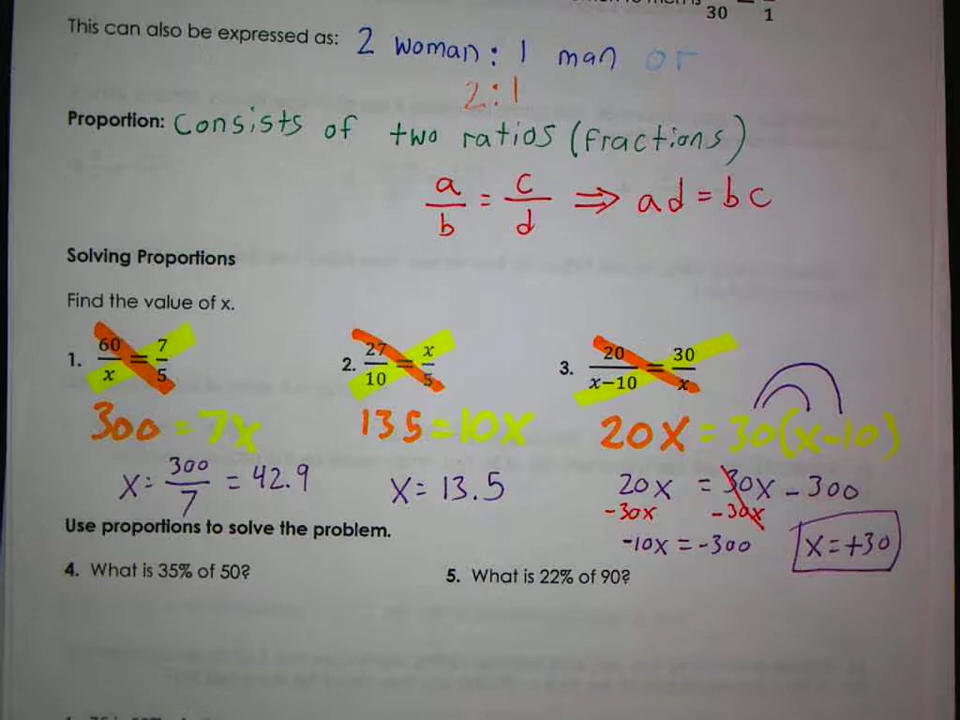 30 1
This can also be expressed as: 2 woman : 1 man or
2:1
Proportion: Consists of two ratios (fractions)
a/b = c/d ⇒ ad = bc
Solving Proportions
Find the value of x.
1. 60/x = 7/5 2. 27/10 = x/5 3. 20/x−10 = 30/x
300 = 7x 135 = 10x 20x = 30(x-10)
x = 300/7 = 42.9 x = 13.5 20x = 30x - 300
-30x -30x
Use proportions to solve the problem.
-10x = -300 x = +30
4. What is 35% of 50? 5. What is 22% of 90?